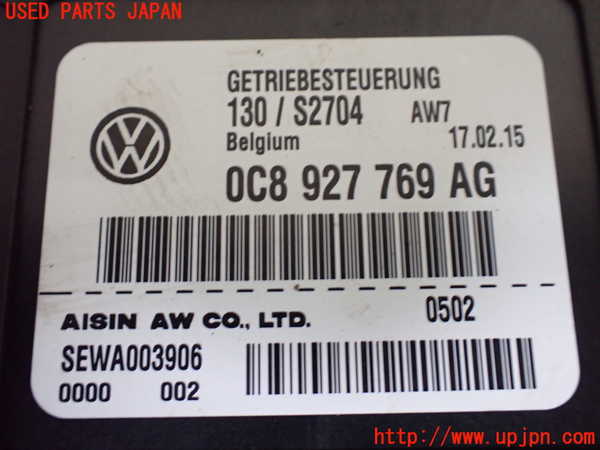 USED PARTS JAPAN
GETRIEBESTEUERUNG
130 / S2704 AW7
Belgium 17.02.15
0C8 927 769 AG
AISIN AW CO., LTD. 0502
SEWA003906
0000 002
http://www.upjpn.com/